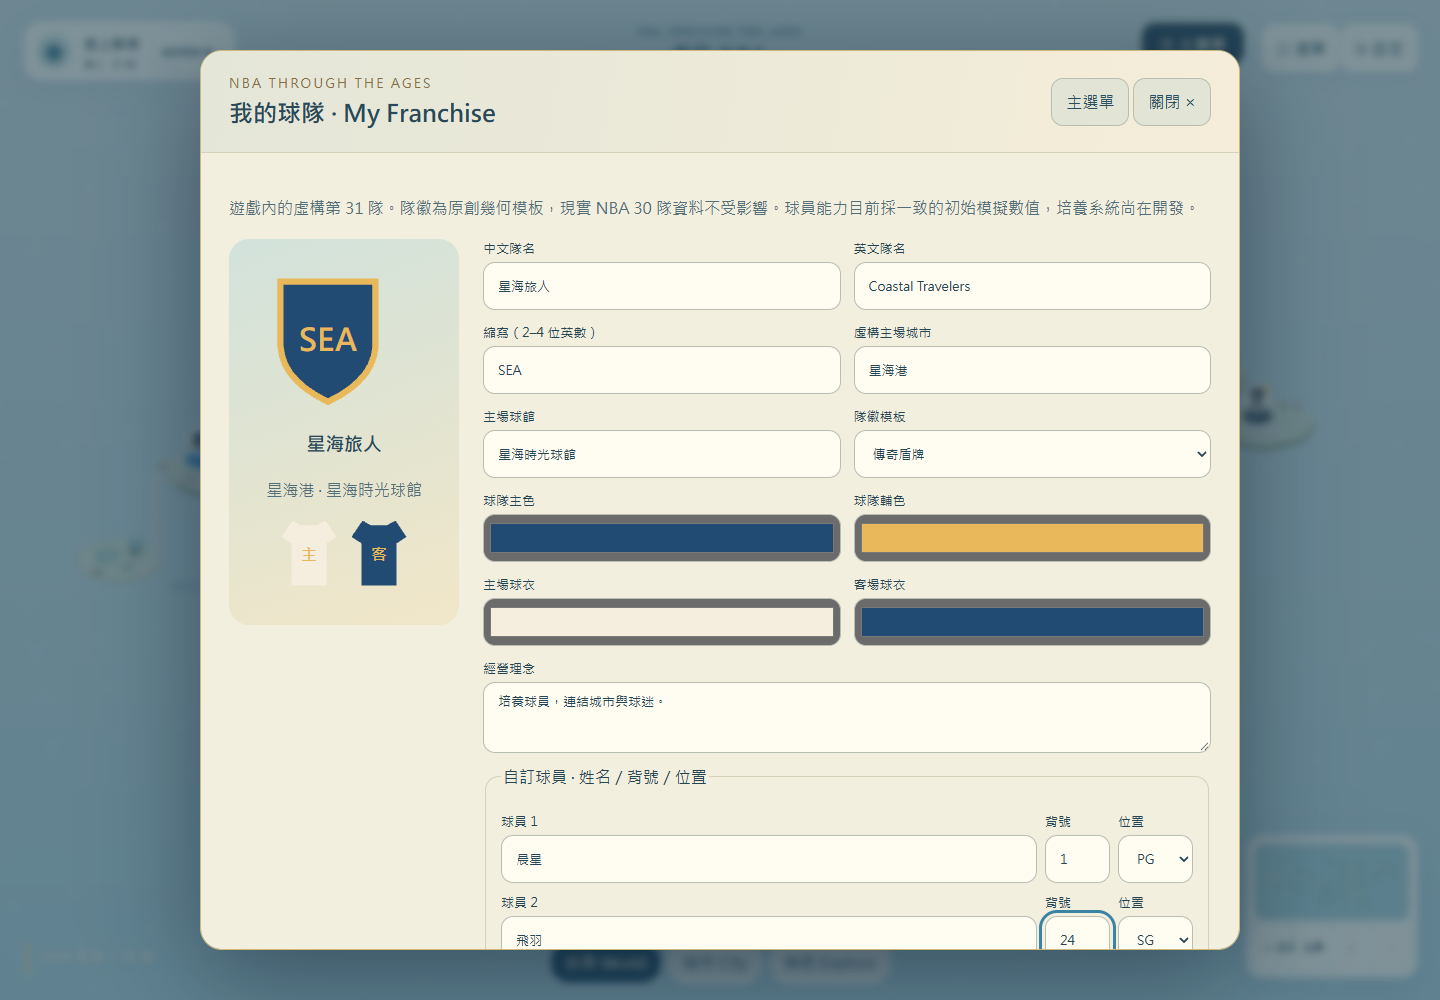 NBA THROUGH THE AGES
我的球隊 · My Franchise
主選單
關閉 ×
遊戲內的虛構第 31 隊。隊徽為原創幾何模板，現實 NBA 30 隊資料不受影響。球員能力目前採一致的初始模擬數值，培養系統尚在開發。
SEA
星海旅人
星海港 · 星海時光球館
主
客
中文隊名
星海旅人
英文隊名
Coastal Travelers
縮寫（2–4 位英數）
SEA
虛構主場城市
星海港
主場球館
星海時光球館
隊徽模板
傳奇盾牌
球隊主色
球隊輔色
主場球衣
客場球衣
經營理念
培養球員，連結城市與球迷。
自訂球員 · 姓名 / 背號 / 位置
球員 1
背號
位置
晨星
1
PG
球員 2
背號
位置
飛羽
24
SG